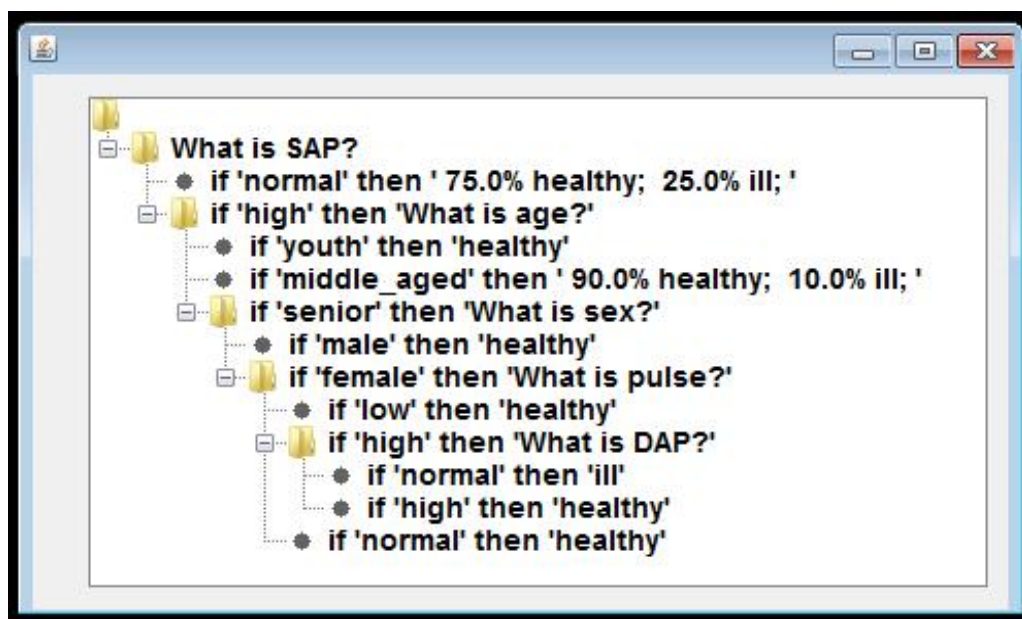 What is SAP?
if 'normal' then ' 75.0% healthy;  25.0% ill; '
if 'high' then 'What is age?'
if 'youth' then 'healthy'
if 'middle_aged' then ' 90.0% healthy;  10.0% ill; '
if 'senior' then 'What is sex?'
if 'male' then 'healthy'
if 'female' then 'What is pulse?'
if 'low' then 'healthy'
if 'high' then 'What is DAP?'
if 'normal' then 'ill'
if 'high' then 'healthy'
if 'normal' then 'healthy'